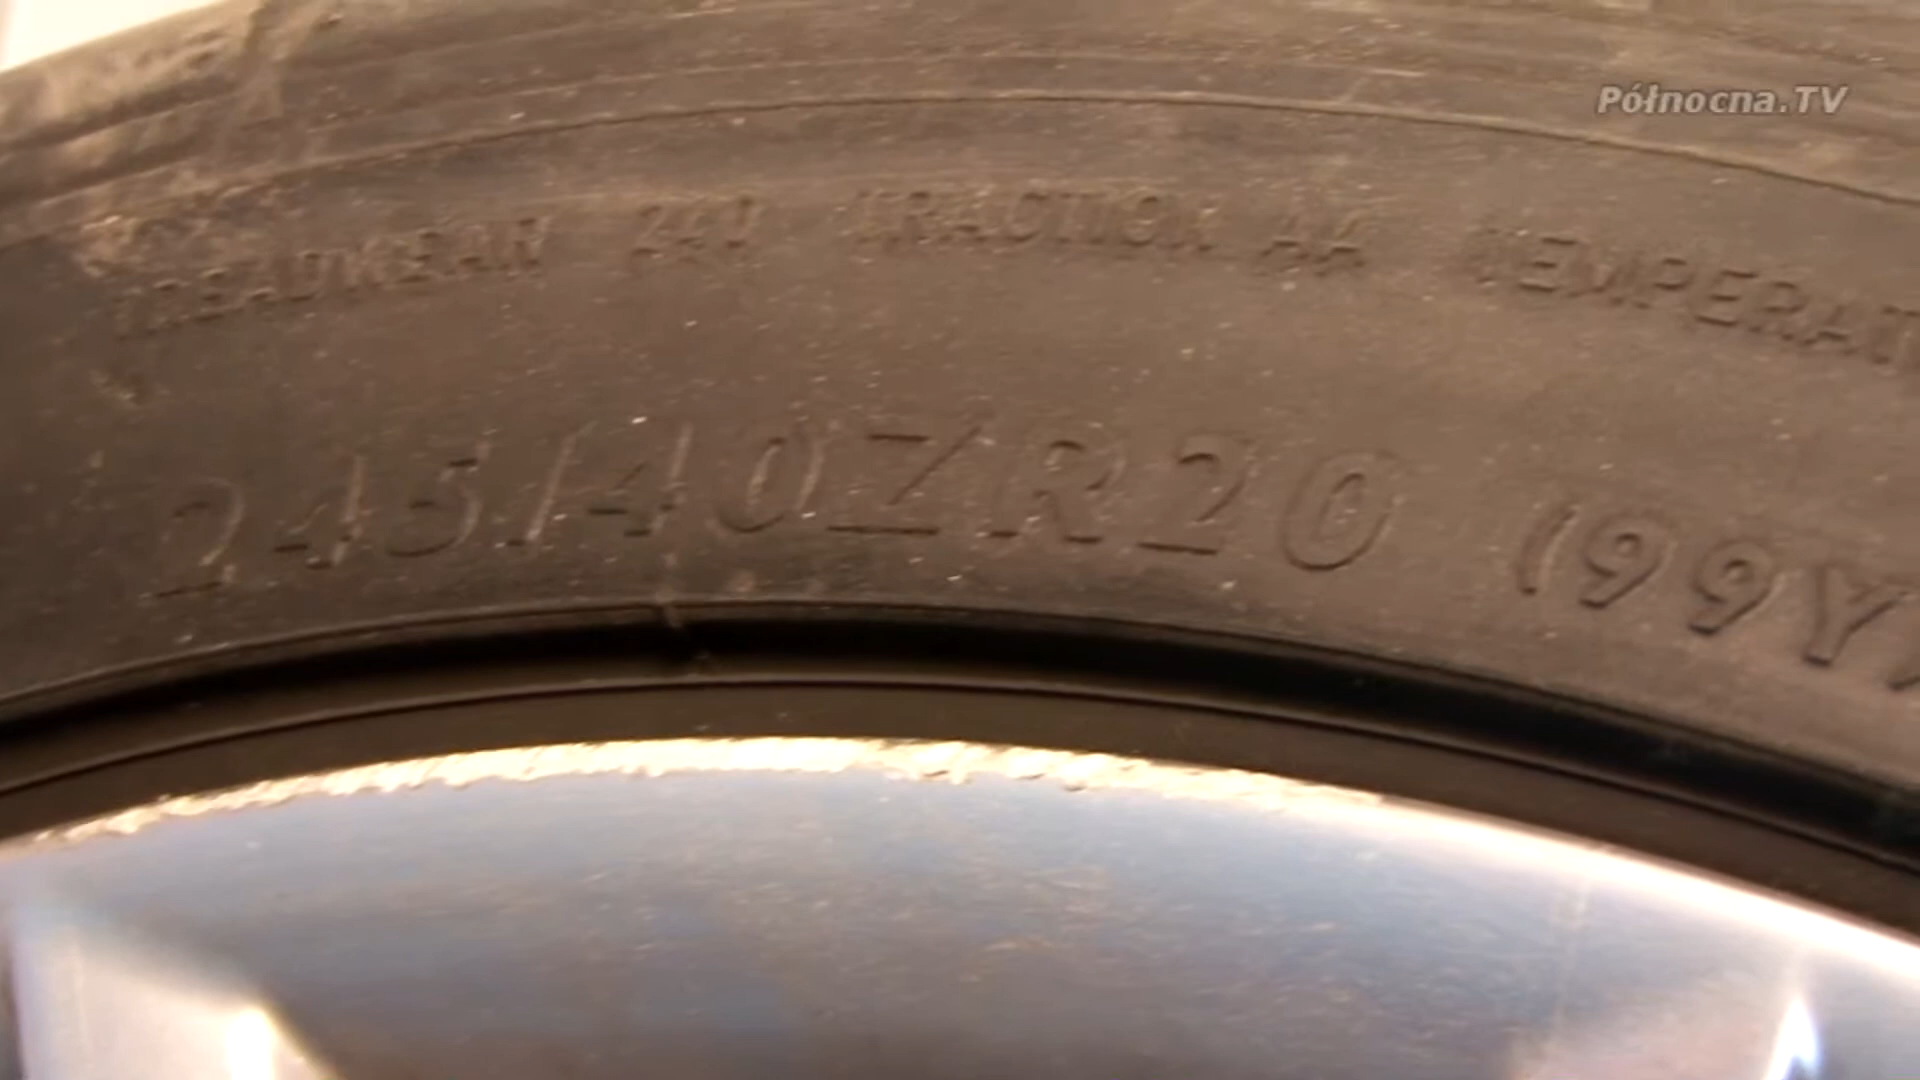 Północna.TV
TREADWEAR 240 TRACTION AA TEMPERAT
245/40ZR20 (99Y)